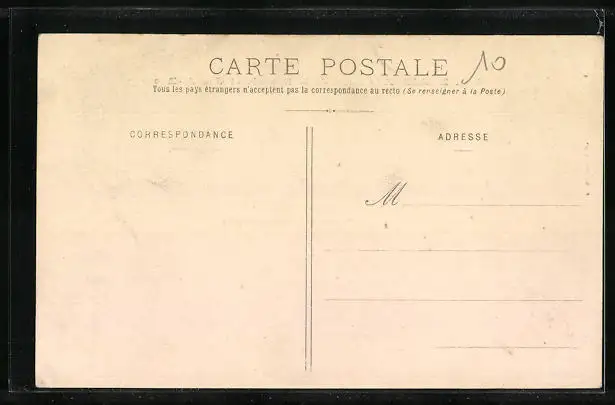 CARTE POSTALE 10
Tous les pays étrangers n'acceptent pas la correspondance au recto (Se renseigner à la Poste)
CORRESPONDANCE
ADRESSE
M